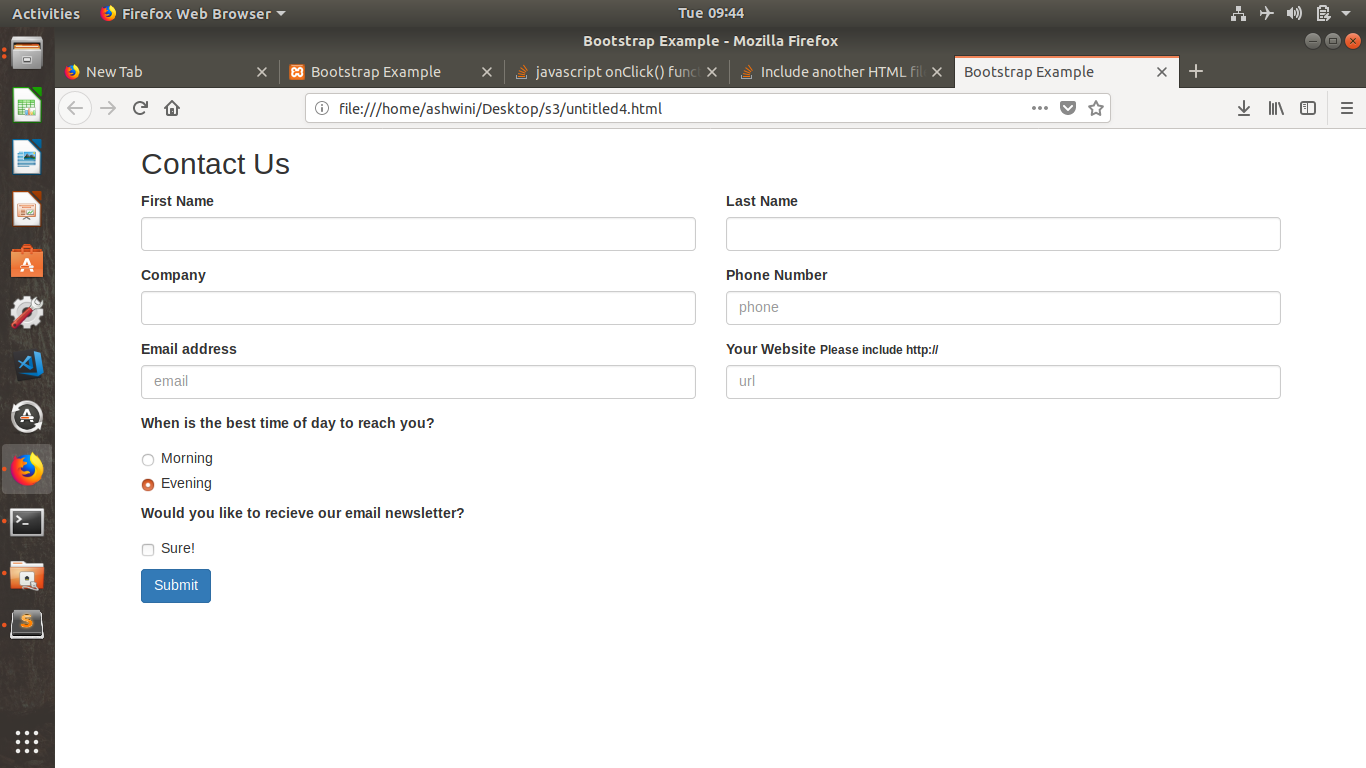 Activities Firefox Web Browser Tue 09:44
Bootstrap Example - Mozilla Firefox
New Tab Bootstrap Example javascript onClick() func Include another HTML fil Bootstrap Example
file:///home/ashwini/Desktop/s3/untitled4.html
Contact Us
First Name Last Name
Company Phone Number
phone
Email address Your Website Please include http://
email url
When is the best time of day to reach you?
Morning
Evening
Would you like to recieve our email newsletter?
Sure!
Submit